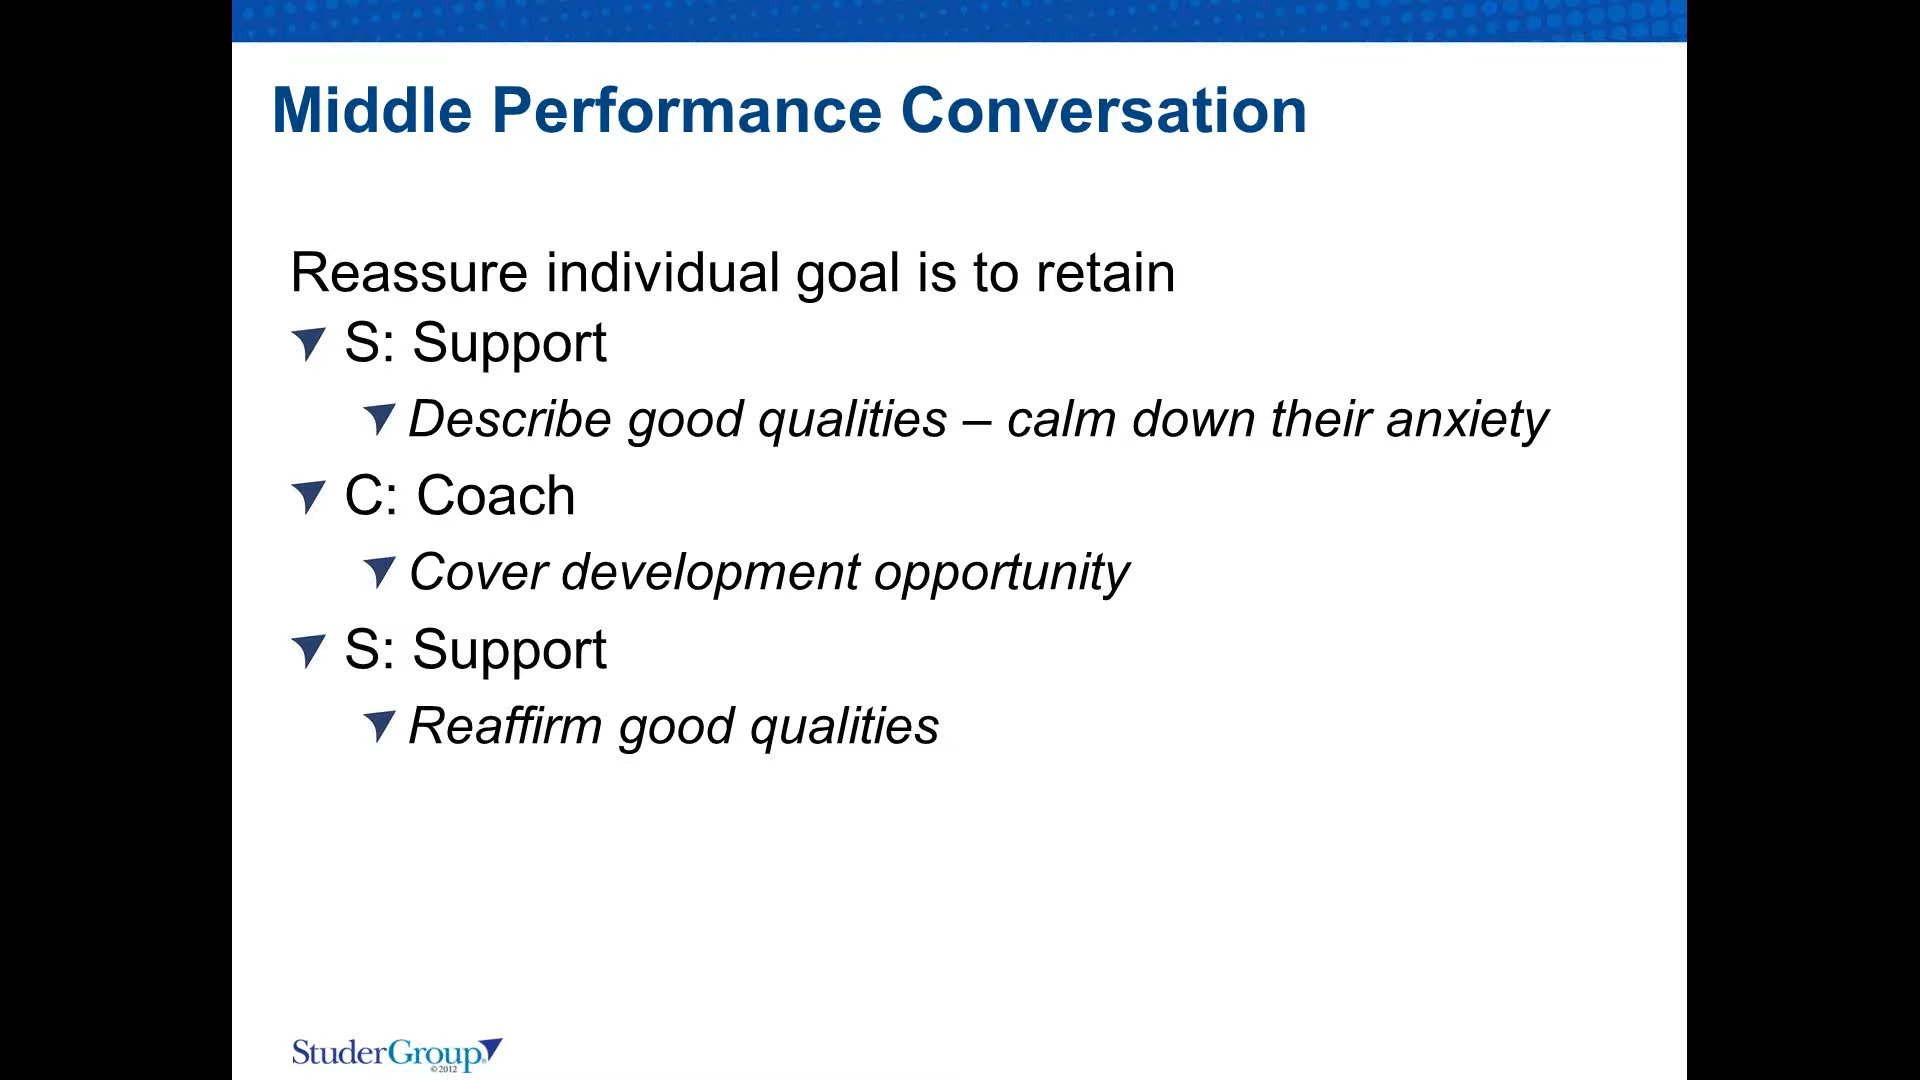 Middle Performance Conversation
Reassure individual goal is to retain
S: Support
Describe good qualities – calm down their anxiety
C: Coach
Cover development opportunity
S: Support
Reaffirm good qualities
StuderGroup®
©2012